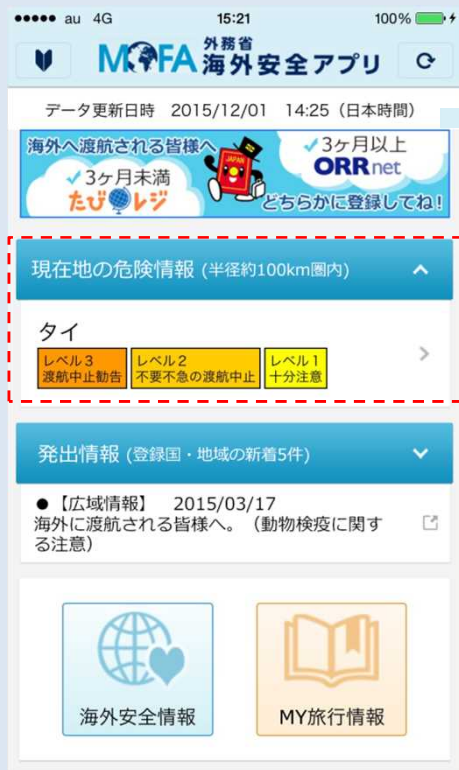 au 4G 15:21 100%
MOFA 外務省
海外安全アプリ
データ更新日時 2015/12/01 14:25（日本時間）
海外へ渡航される皆様へ
✓3ヶ月未満
たびレジ
JAPAN
✓3ヶ月以上
ORRnet
どちらかに登録してね！
現在地の危険情報 (半径約100km圏内)
タイ
レベル3
渡航中止勧告
レベル2
不要不急の渡航中止
レベル1
十分注意
発出情報 (登録国・地域の新着5件)
●【広域情報】 2015/03/17
海外に渡航される皆様へ。（動物検疫に関す
る注意）
海外安全情報
MY旅行情報